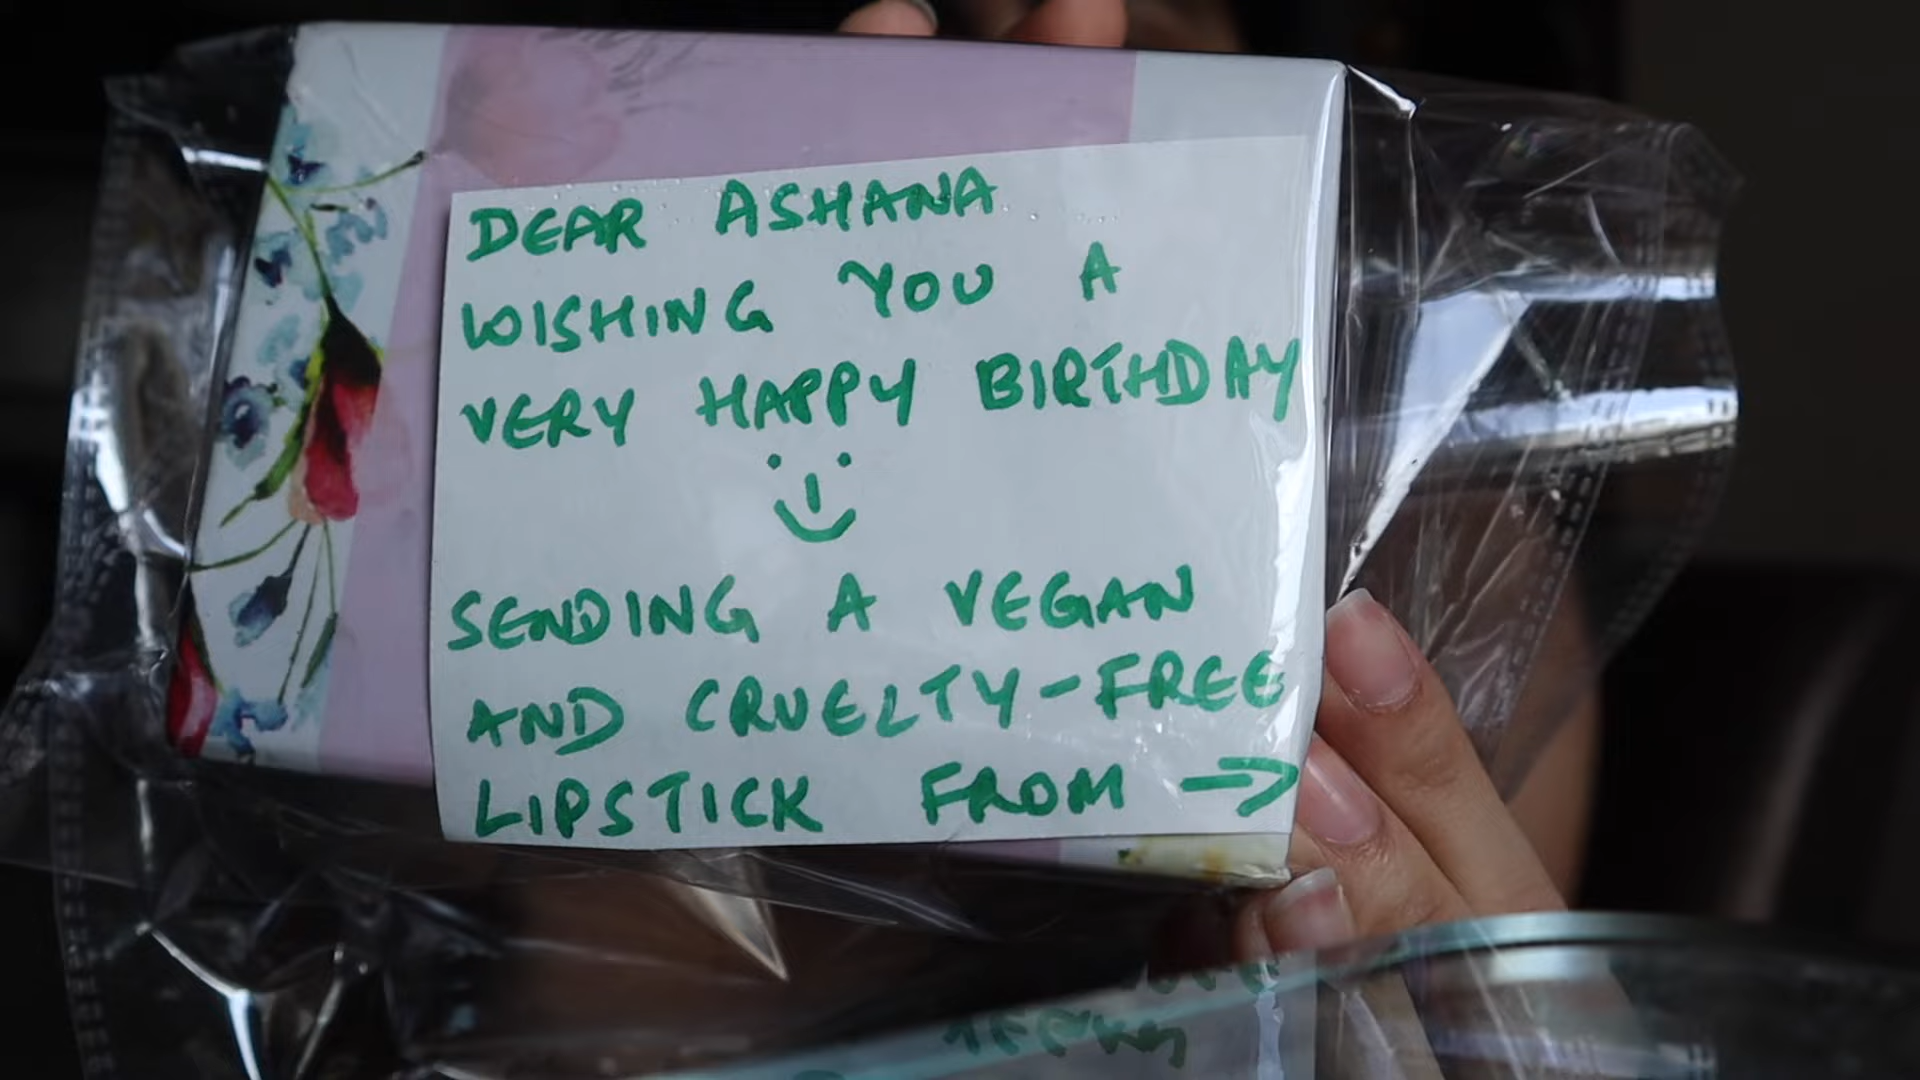 DEAR ASHANA
WISHING YOU A
VERY HAPPY BIRTHDAY
SENDING A VEGAN
AND CRUELTY-FREE
LIPSTICK FROM →